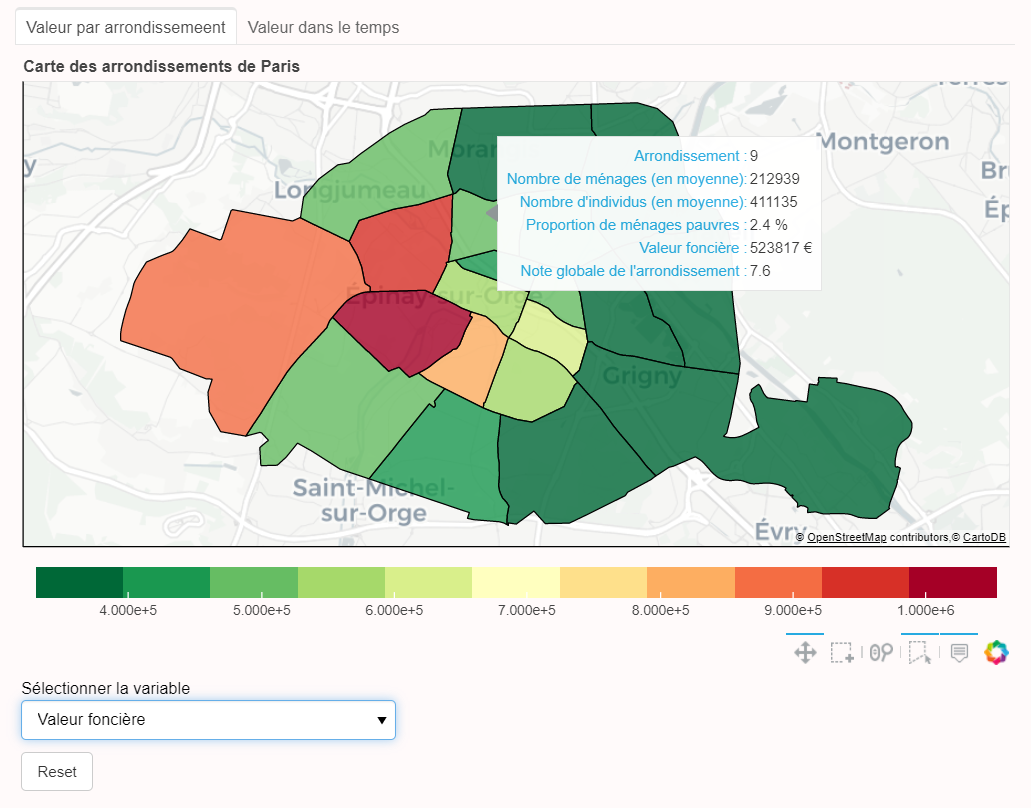 Valeur par arrondissemeent
Valeur dans le temps
Carte des arrondissements de Paris
Montgeron
Longjumeau
Épinay-sur-Orge
Grigny
Saint-Michel-
sur-Orge
Évry
Arrondissement : 9
Nombre de ménages (en moyenne): 212939
Nombre d'individus (en moyenne): 411135
Proportion de ménages pauvres : 2.4 %
Valeur foncière : 523817 €
Note globale de l'arrondissement : 7.6
© OpenStreetMap contributors,© CartoDB
4.000e+5 5.000e+5 6.000e+5 7.000e+5 8.000e+5 9.000e+5 1.000e+6
Sélectionner la variable
Valeur foncière
Reset